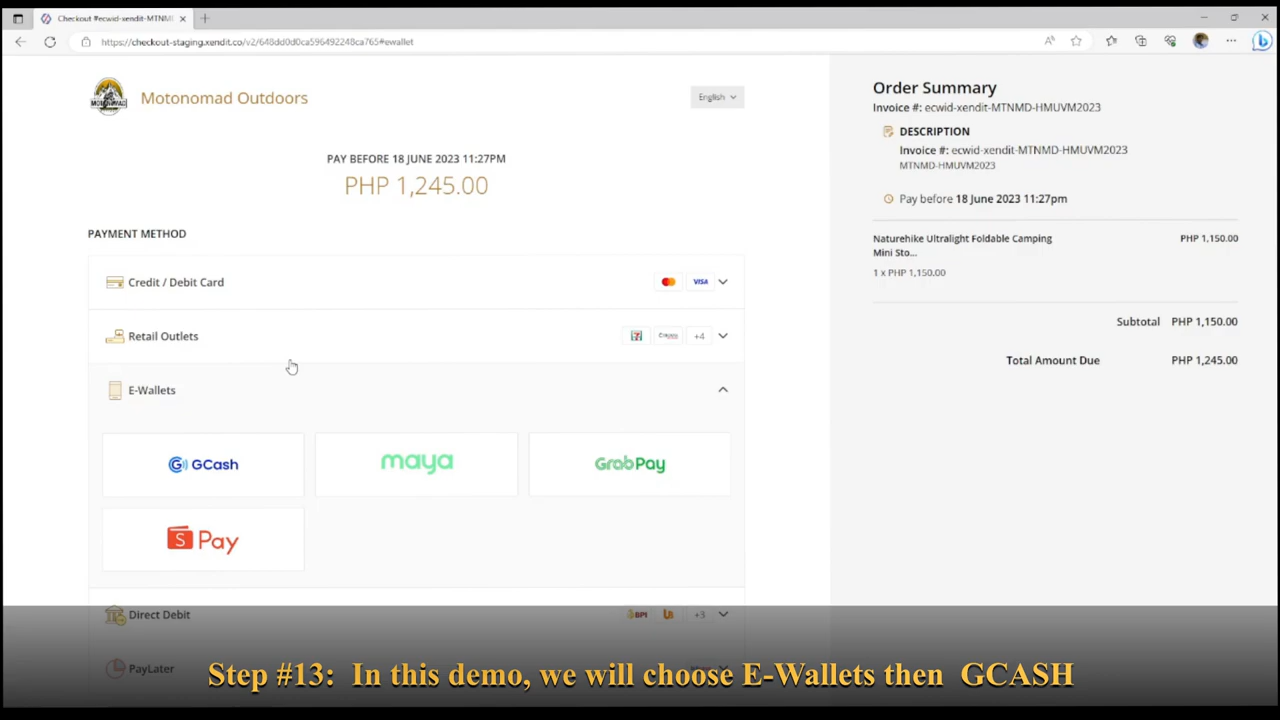 Checkout #ecwid-xendit-MTNM
https://checkout-staging.xendit.co/v2/648dd0d0ca596492248ca765#ewallet
MOTONOMAD
Motonomad Outdoors
English
PAY BEFORE 18 JUNE 2023 11:27PM
PHP 1,245.00
PAYMENT METHOD
Credit / Debit Card
VISA
Retail Outlets
7
+4
E-Wallets
GCash
maya
GrabPay
S Pay
Direct Debit
BPI
+3
PayLater
Order Summary
Invoice #: ecwid-xendit-MTNMD-HMUVM2023
DESCRIPTION
Invoice #: ecwid-xendit-MTNMD-HMUVM2023
MTNMD-HMUVM2023
Pay before 18 June 2023 11:27pm
Naturehike Ultralight Foldable Camping PHP 1,150.00
Mini Sto...
1 x PHP 1,150.00
Subtotal PHP 1,150.00
Total Amount Due PHP 1,245.00
Step #13: In this demo, we will choose E-Wallets then GCASH